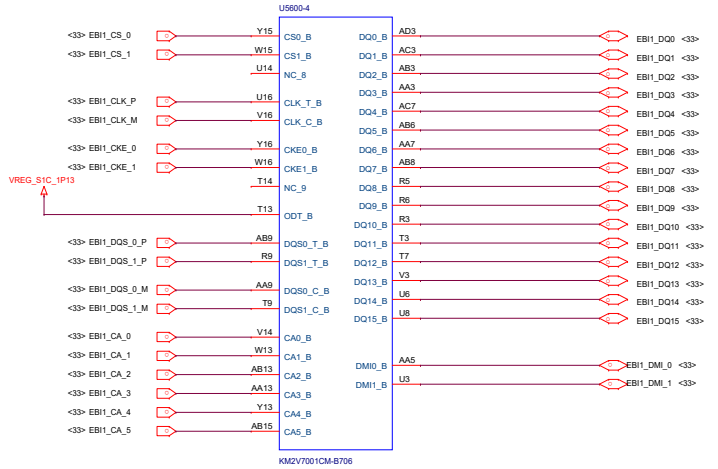 U5600-4
<33> EBI1_CS_0 Y15 CS0_B DQ0_B AD3 EBI1_DQ0 <33>
<33> EBI1_CS_1 W15 CS1_B DQ1_B AC3 EBI1_DQ1 <33>
U14 NC_8 DQ2_B AB3 EBI1_DQ2 <33>
DQ3_B AA3 EBI1_DQ3 <33>
<33> EBI1_CLK_P U16 CLK_T_B DQ4_B AC7 EBI1_DQ4 <33>
<33> EBI1_CLK_M V16 CLK_C_B DQ5_B AB6 EBI1_DQ5 <33>
<33> EBI1_CKE_0 Y16 CKE0_B DQ6_B AA7 EBI1_DQ6 <33>
<33> EBI1_CKE_1 W16 CKE1_B DQ7_B AB8 EBI1_DQ7 <33>
VREG_S1C_1P13 T14 NC_9 DQ8_B R5 EBI1_DQ8 <33>
DQ9_B R6 EBI1_DQ9 <33>
T13 ODT_B DQ10_B R3 EBI1_DQ10 <33>
<33> EBI1_DQS_0_P AB9 DQS0_T_B DQ11_B T3 EBI1_DQ11 <33>
<33> EBI1_DQS_1_P R9 DQS1_T_B DQ12_B T7 EBI1_DQ12 <33>
DQ13_B V3 EBI1_DQ13 <33>
<33> EBI1_DQS_0_M AA9 DQS0_C_B DQ14_B U6 EBI1_DQ14 <33>
<33> EBI1_DQS_1_M T9 DQS1_C_B DQ15_B U8 EBI1_DQ15 <33>
<33> EBI1_CA_0 V14 CA0_B
<33> EBI1_CA_1 W13 CA1_B DMI0_B AA5 EBI1_DMI_0 <33>
<33> EBI1_CA_2 AB13 CA2_B DMI1_B U3 EBI1_DMI_1 <33>
<33> EBI1_CA_3 AA13 CA3_B
<33> EBI1_CA_4 Y13 CA4_B
<33> EBI1_CA_5 AB15 CA5_B
KM2V7001CM-B706